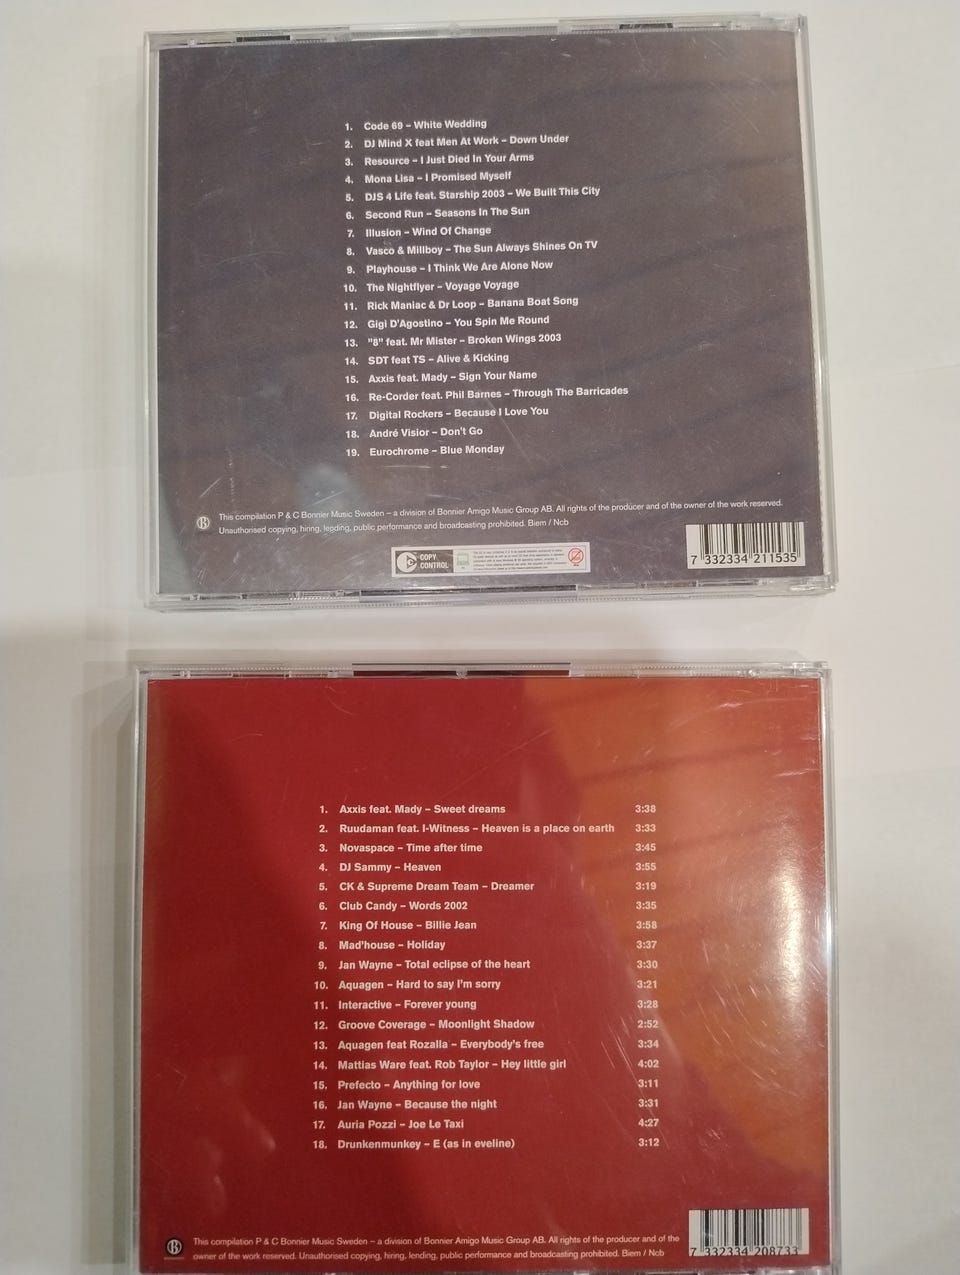 1. Code 69 – White Wedding
2. DJ Mind X feat Men At Work – Down Under
3. Resource – I Just Died In Your Arms
4. Mona Lisa – I Promised Myself
5. DJS 4 Life feat. Starship 2003 – We Built This City
6. Second Run – Seasons In The Sun
7. Illusion – Wind Of Change
8. Vasco & Millboy – The Sun Always Shines On TV
9. Playhouse – I Think We Are Alone Now
10. The Nightflyer – Voyage Voyage
11. Rick Maniac & Dr Loop – Banana Boat Song
12. Gigi D'Agostino – You Spin Me Round
13. "8" feat. Mr Mister – Broken Wings 2003
14. SDT feat TS – Alive & Kicking
15. Axxis feat. Mady – Sign Your Name
16. Re-Corder feat. Phil Barnes – Through The Barricades
17. Digital Rockers – Because I Love You
18. André Visior – Don't Go
19. Eurochrome – Blue Monday
This compilation P & C Bonnier Music Sweden – a division of Bonnier Amigo Music Group AB. All rights of the producer and of the owner of the work reserved.
Unauthorised copying, hiring, lending, public performance and broadcasting prohibited. Biem / Ncb
COPY
CONTROL
7 332334 211535
1. Axxis feat. Mady – Sweet dreams 3:38
2. Ruudaman feat. I-Witness – Heaven is a place on earth 3:33
3. Novaspace – Time after time 3:45
4. DJ Sammy – Heaven 3:55
5. CK & Supreme Dream Team – Dreamer 3:19
6. Club Candy – Words 2002 3:35
7. King Of House – Billie Jean 3:58
8. Mad'house – Holiday 3:37
9. Jan Wayne – Total eclipse of the heart 3:30
10. Aquagen – Hard to say I'm sorry 3:21
11. Interactive – Forever young 3:28
12. Groove Coverage – Moonlight Shadow 2:52
13. Aquagen feat Rozalla – Everybody's free 3:34
14. Mattias Ware feat. Rob Taylor – Hey little girl 4:02
15. Prefecto – Anything for love 3:11
16. Jan Wayne – Because the night 3:31
17. Auria Pozzi – Joe Le Taxi 4:27
18. Drunkenmunkey – E (as in eveline) 3:12
This compilation P & C Bonnier Music Sweden – a division of Bonnier Amigo Music Group AB. All rights of the producer and of the
owner of the work reserved. Unauthorised copying, hiring, lending, public performance and broadcasting prohibited. Biem / Ncb
7 332334 208733